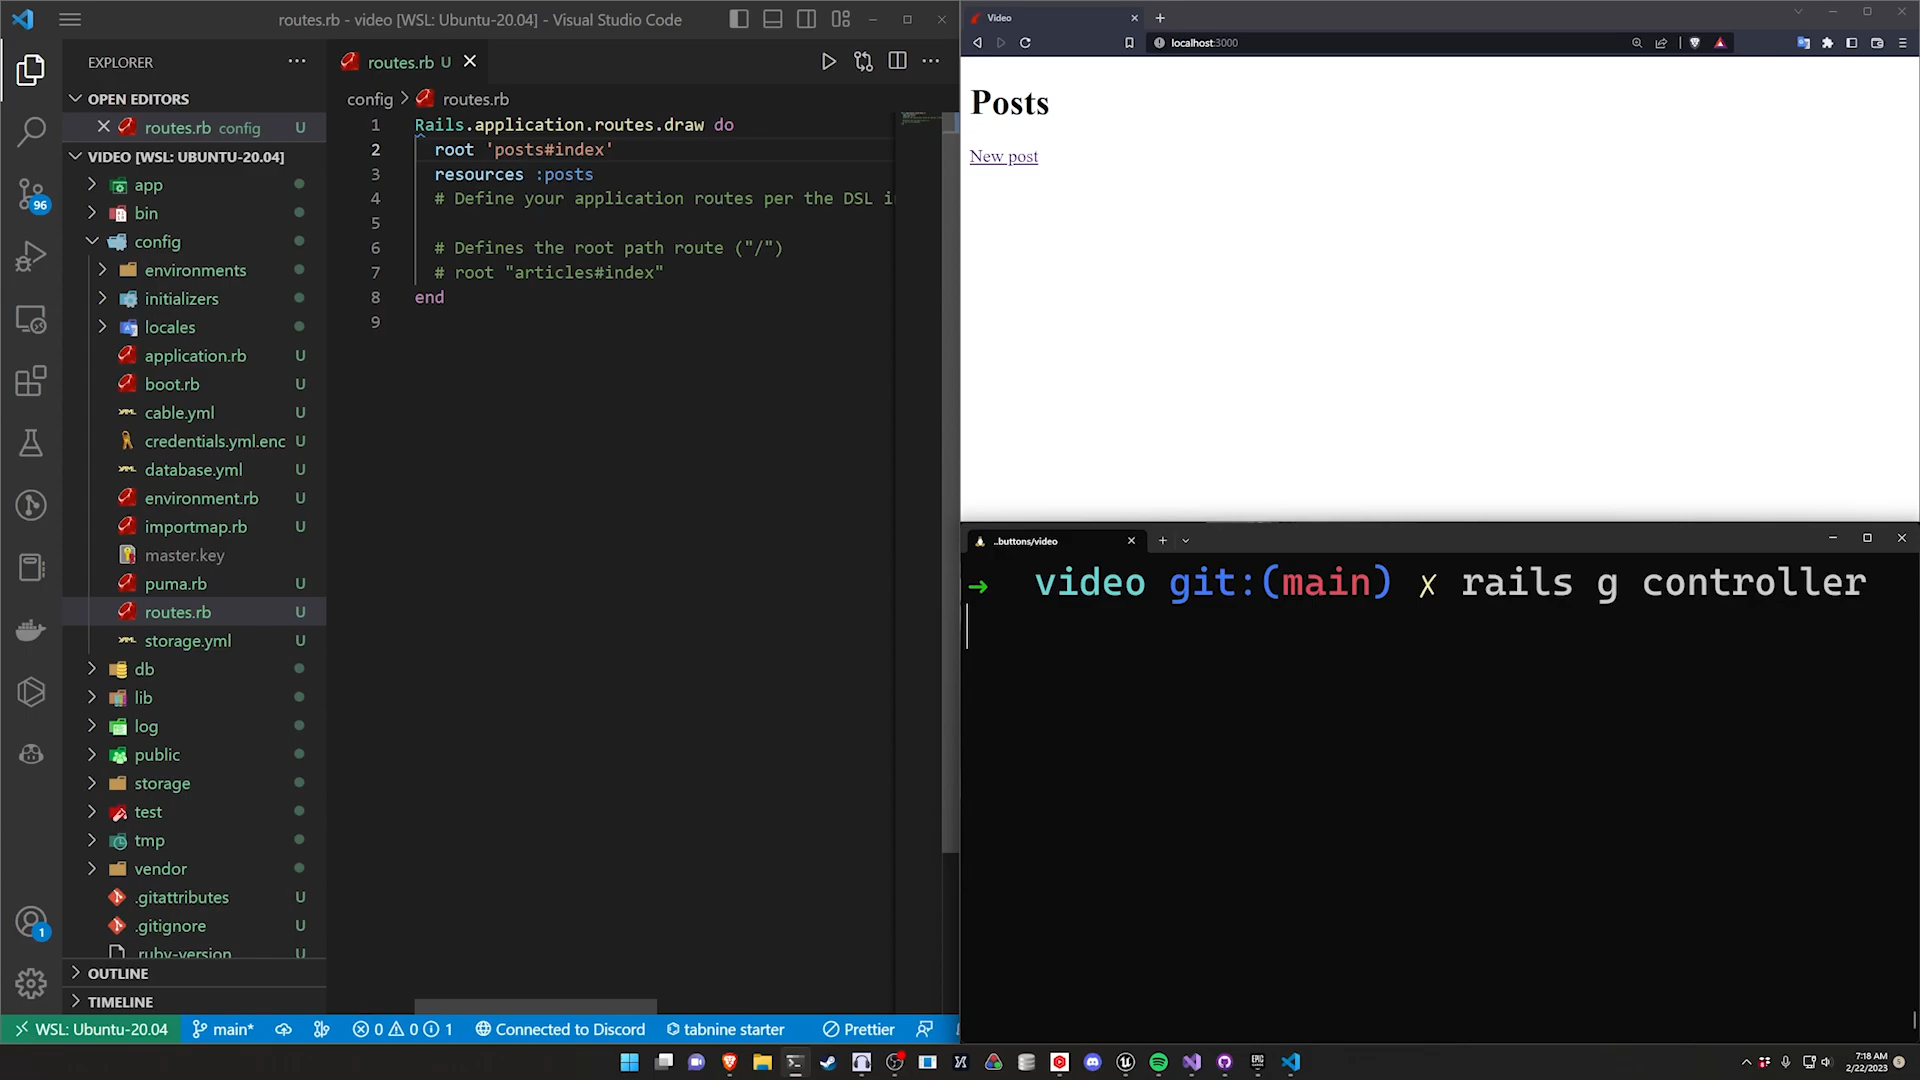 routes.rb - video [WSL: Ubuntu-20.04] - Visual Studio Code
EXPLORER
OPEN EDITORS
routes.rb config U
VIDEO [WSL: UBUNTU-20.04]
app
bin
config
environments
initializers
locales
application.rb U
boot.rb U
cable.yml U
credentials.yml.enc U
database.yml U
environment.rb U
importmap.rb U
master.key
puma.rb U
routes.rb U
storage.yml U
db
lib
log
public
storage
test
tmp
vendor
.gitattributes U
.gitignore U
.ruby-version U
OUTLINE
TIMELINE
96
1
routes.rb U
config > routes.rb
1 Rails.application.routes.draw do
2 root 'posts#index'
3 resources :posts
4 # Define your application routes per the DSL i
5
6 # Defines the root path route ("/")
7 # root "articles#index"
8 end
9
WSL: Ubuntu-20.04 main* 0 0 1 Connected to Discord tabnine starter Prettier
Video
localhost:3000
Posts
New post
..buttons/video
➜ video git:(main) ✗ rails g controller
7:18 AM
2/22/2023